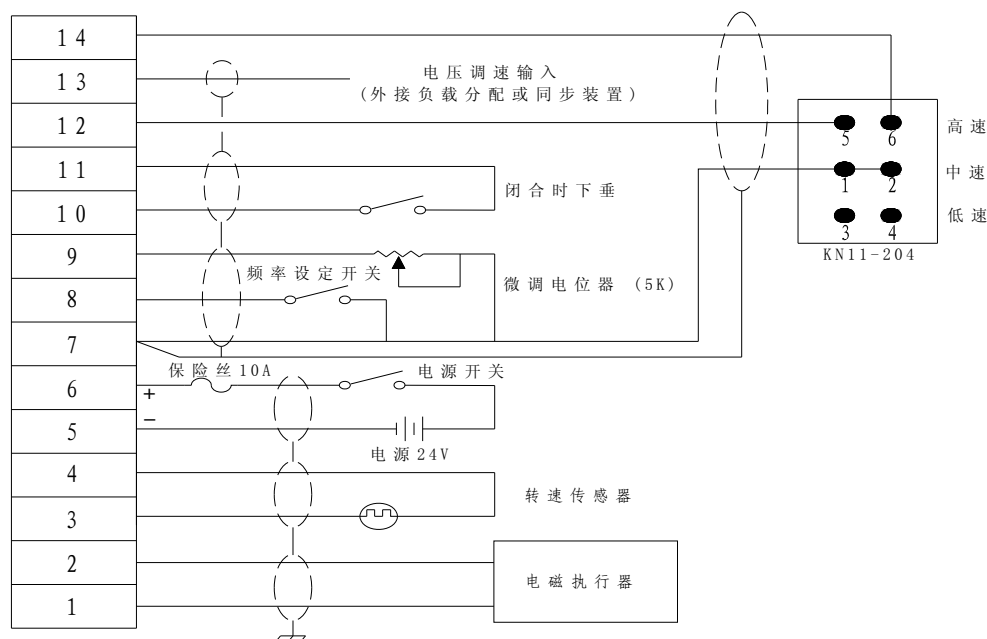 14
13
12
11
10
9
8
7
6
5
4
3
2
1
电压调速输入
(外接负载分配或同步装置)
闭合时下垂
频率设定开关
微调电位器 (5K)
保险丝10A
电源开关
+
−
电源24V
转速传感器
电磁执行器
5 6
高速
1 2
中速
3 4
低速
KN11-204